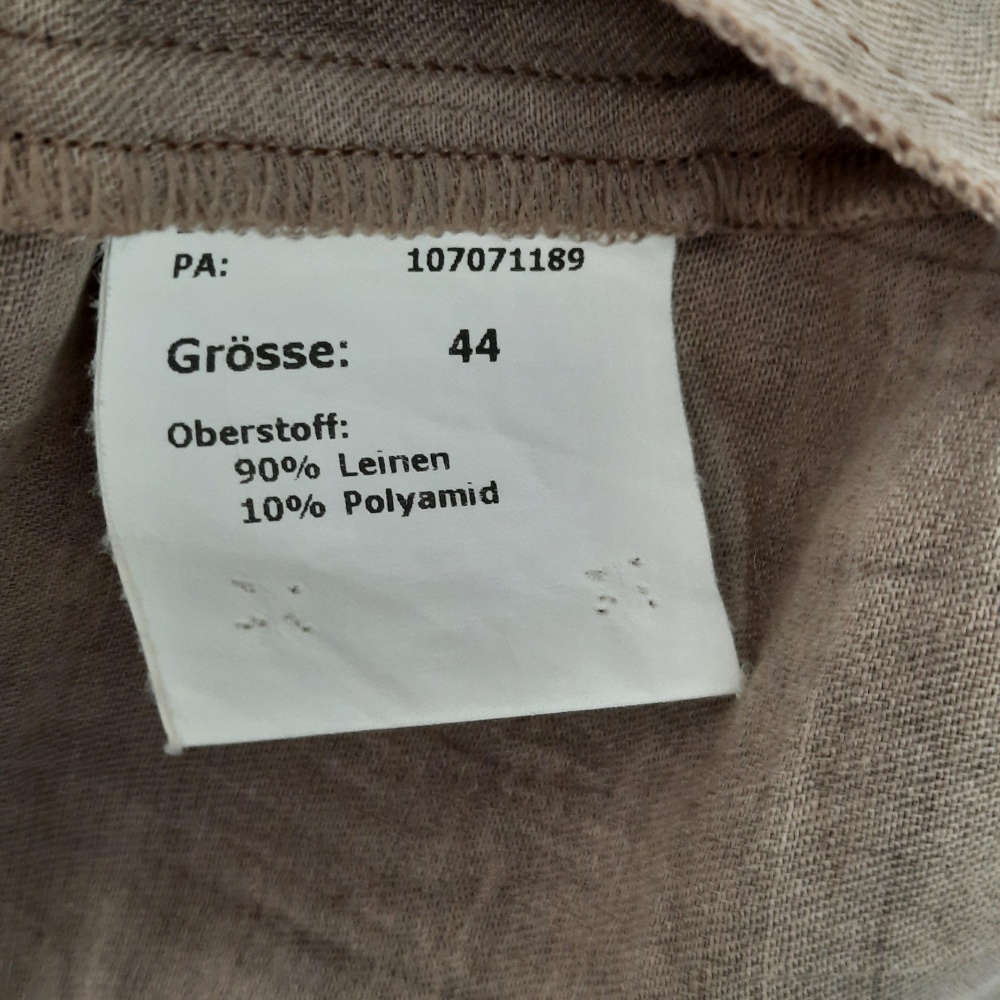 PA: 107071189
Grösse: 44
Oberstoff:
90% Leinen
10% Polyamid